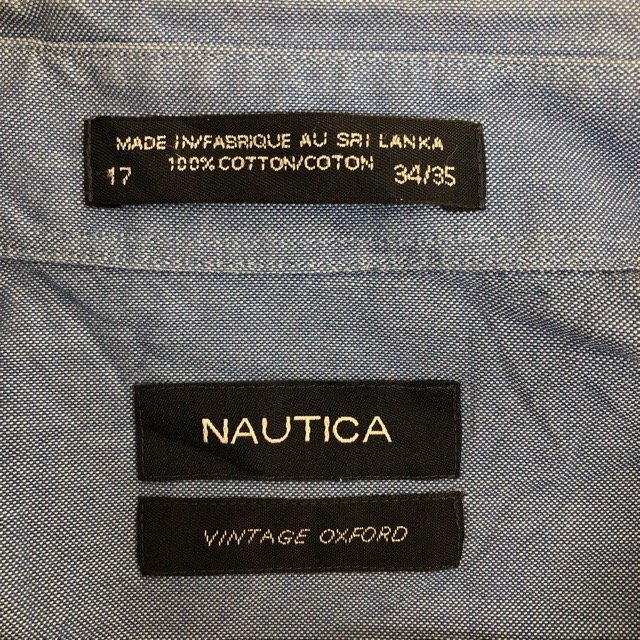 MADE IN/FABRIQUE AU SRI LANKA
100% COTTON/COTON
17 34/35
NAUTICA
VINTAGE OXFORD